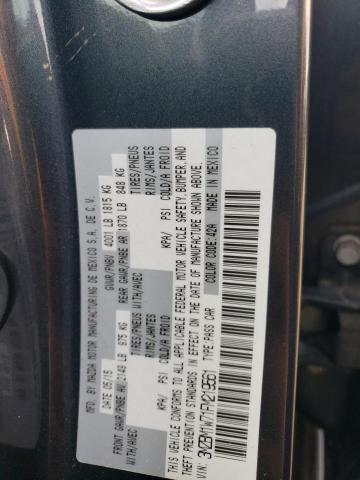 MAZDA MOTOR MANUFACTURING DE MEXICO S.A. DE C.V.
DATE 05/15 GVWR/PNBV 4001 LB 1815 KG
FRONT GAWR/PNBE AV 2149 LB 975 KG REAR GAWR/PNBE AR 1870 LB 848 KG
WITH/AVEC TIRES/PNEUS WITH/AVEC TIRES/PNEUS
RIMS/JANTES RIMS/JANTES
KPA/ PSI COLD/A FROID KPA/ PSI COLD/A FROID
THIS VEHICLE CONFORMS TO ALL APPLICABLE FEDERAL MOTOR VEHICLE SAFETY, BUMPER, AND
THEFT PREVENTION STANDARDS IN EFFECT ON THE DATE OF MANUFACTURE SHOWN ABOVE.
TYPE:PASS CAR COLOR CODE:42A MADE IN MEXICO
VIN: